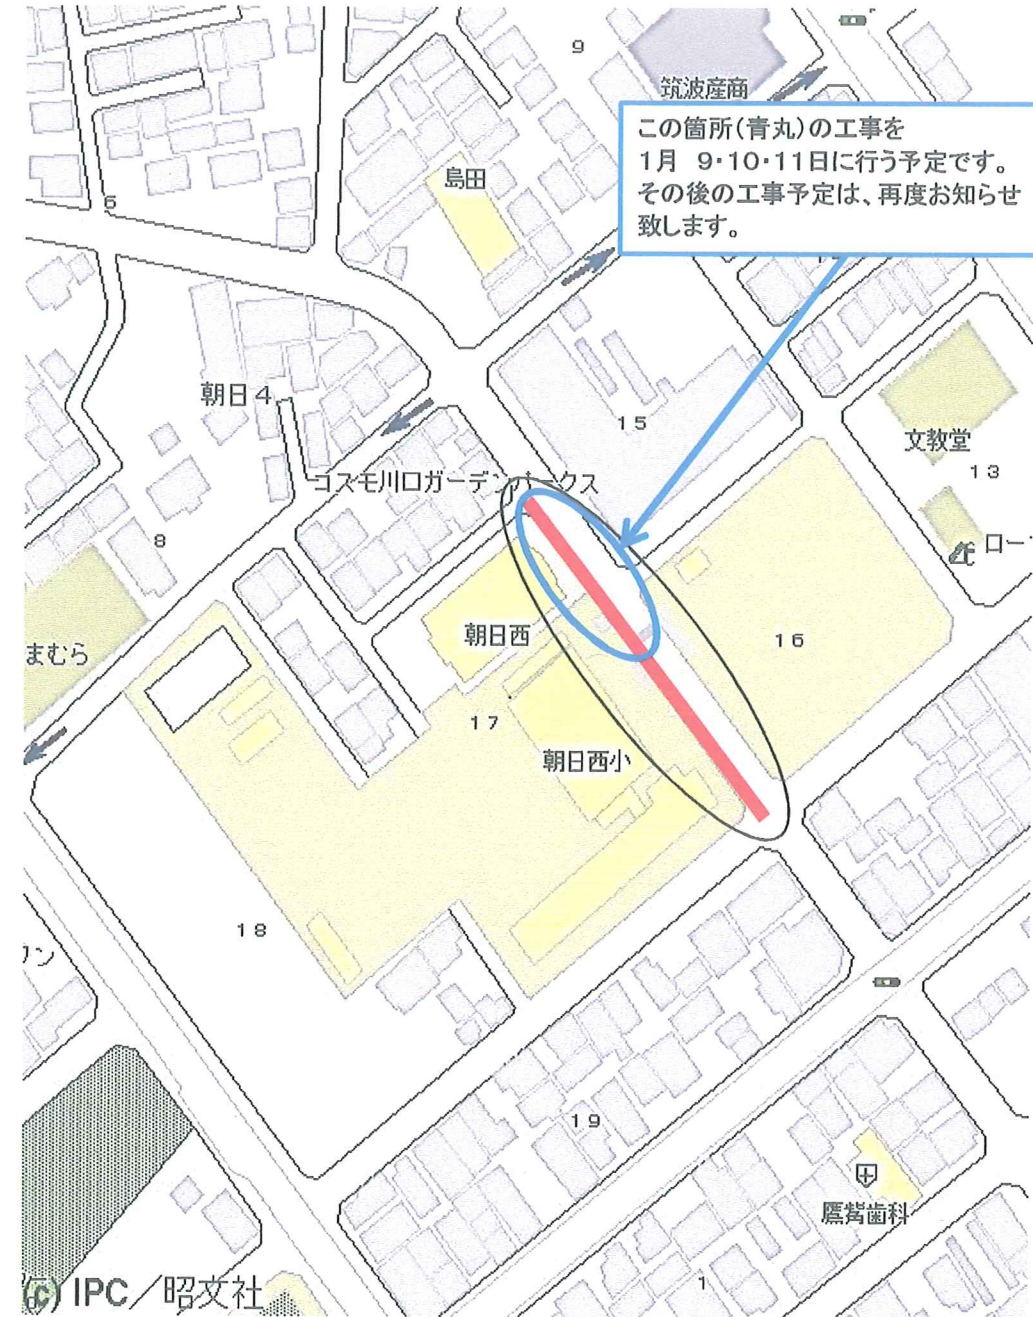 9
筑波産商
この箇所(青丸)の工事を
1月 9・10・11日に行う予定です。
その後の工事予定は、再度お知らせ
致します。
島田
6
朝日4
15
文教堂
13
コスモ川口ガーデンパークス
8
ロー
朝日西
16
まむら
17
朝日西小
18
ワン
19
鷹觜歯科
1
(C) IPC/昭文社